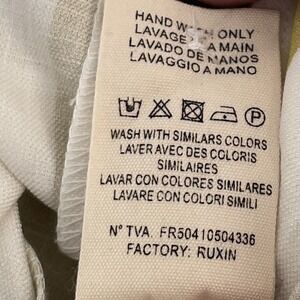 HAND WASH ONLY
LAVAGE A MAIN
LAVADO DE MANOS
LAVAGGIO A MANO
P
WASH WITH SIMILARS COLORS
LAVER AVEC DES COLORIS
SIMILAIRES
LAVAR CON COLORES SIMILARES
LAVARE CON COLORI SIMILI
N° TVA. FR50410504336
FACTORY: RUXIN